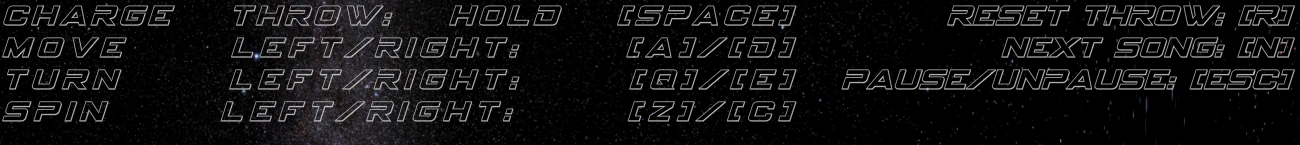 CHARGE THROW: HOLD [SPACE] RESET THROW: [R]
MOVE LEFT/RIGHT: [A]/[D] NEXT SONG: [N]
TURN LEFT/RIGHT: [Q]/[E] PAUSE/UNPAUSE: [ESC]
SPIN LEFT/RIGHT: [Z]/[C]